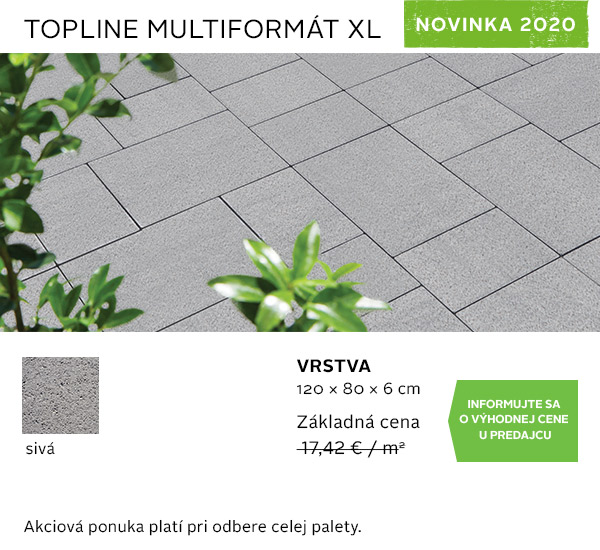 TOPLINE MULTIFORMÁT XL
NOVINKA 2020
sivá
VRSTVA
120 × 80 × 6 cm
Základná cena
17,42 € / m²
INFORMUJTE SA
O VÝHODNEJ CENE
U PREDAJCU
Akciová ponuka platí pri odbere celej palety.